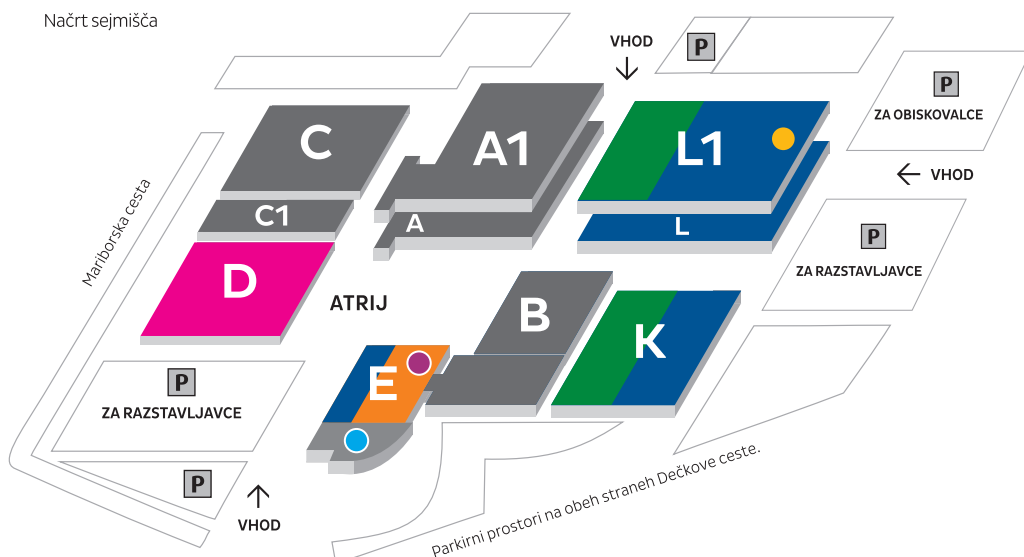 Načrt sejmišča
VHOD
P
P
ZA OBISKOVALCE
C
A1
L1
VHOD
Mariborska cesta
C1
A
L
P
ZA RAZSTAVLJAVCE
D
ATRIJ
B
K
E
P
ZA RAZSTAVLJAVCE
P
VHOD
Parkirni prostori na obeh straneh Dečkove ceste.